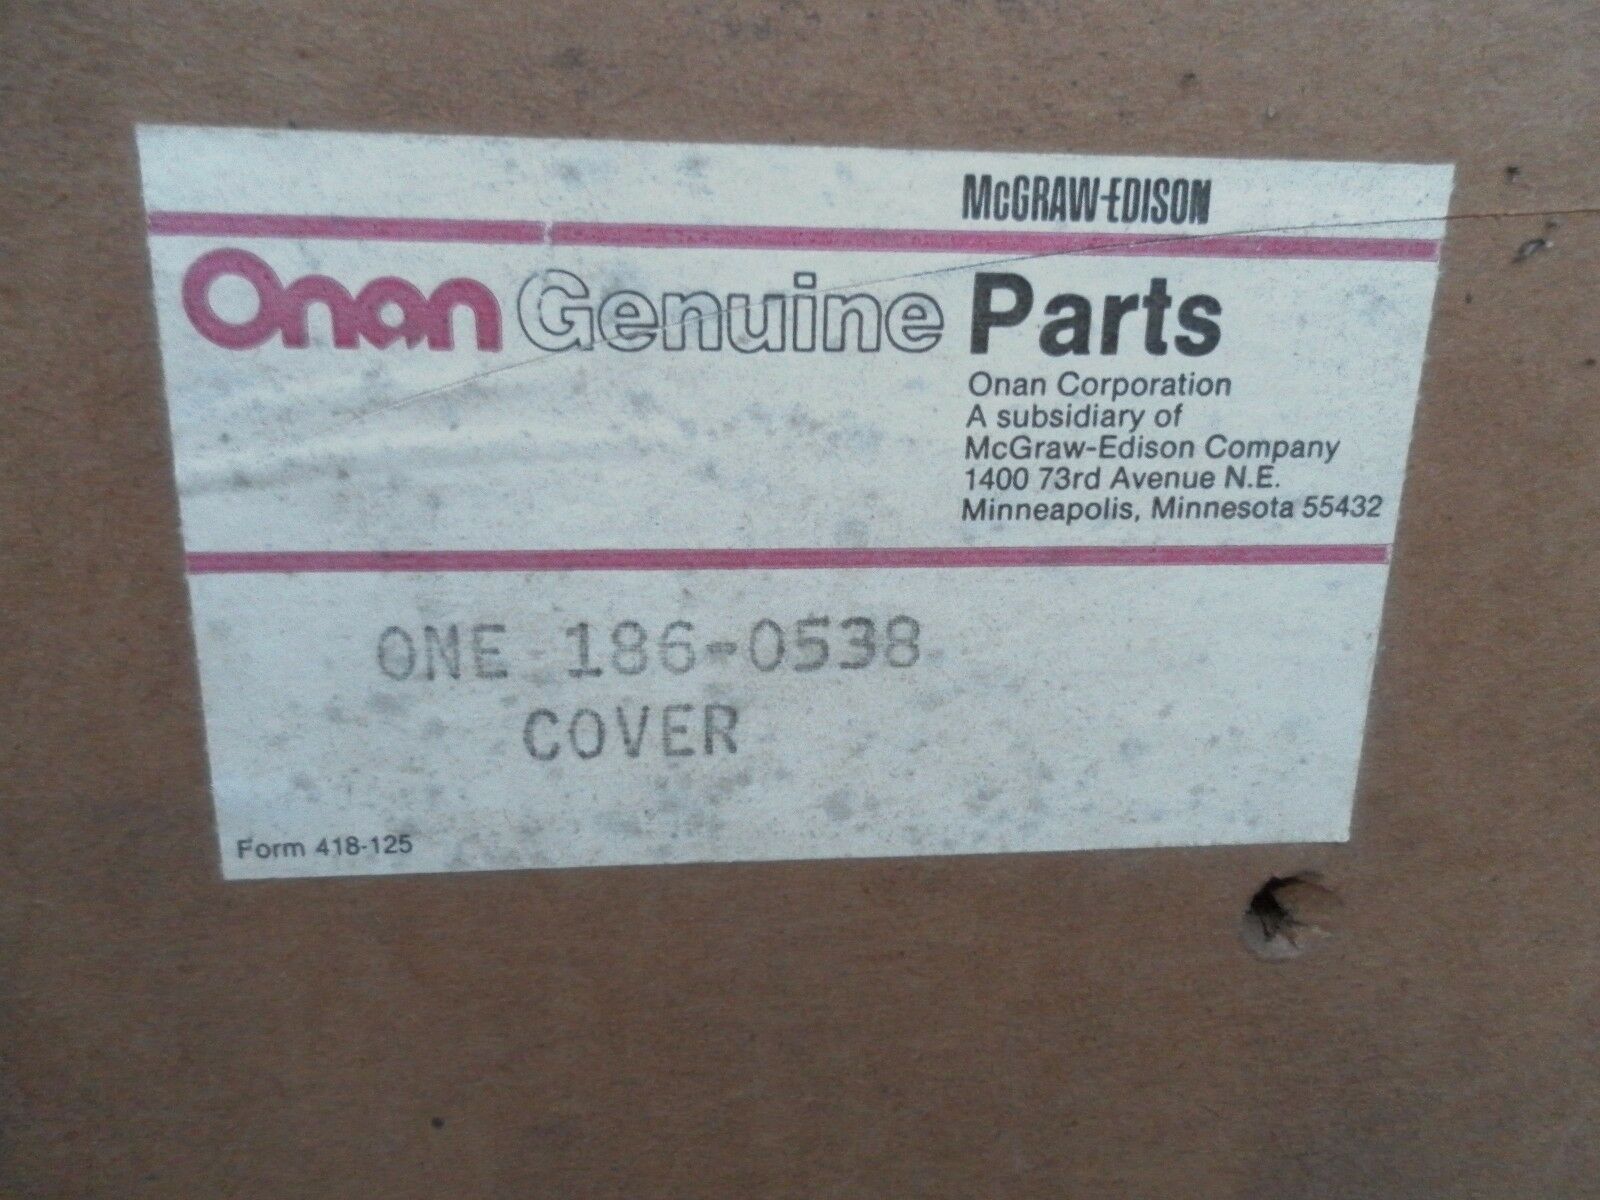 McGRAW-EDISON
Onan Genuine Parts
Onan Corporation
A subsidiary of
McGraw-Edison Company
1400 73rd Avenue N.E.
Minneapolis, Minnesota 55432
ONE 186-0538
COVER
Form 418-125